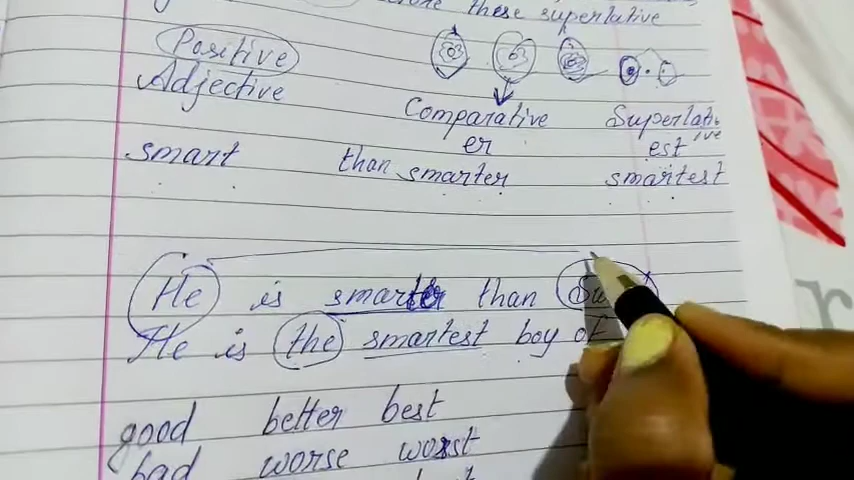 these superlative
Positive
Adjective
Comparative Superlative
er est
smart than smarter smartest
He is smarter than
He is the smartest boy of
good better best
bad worse worst